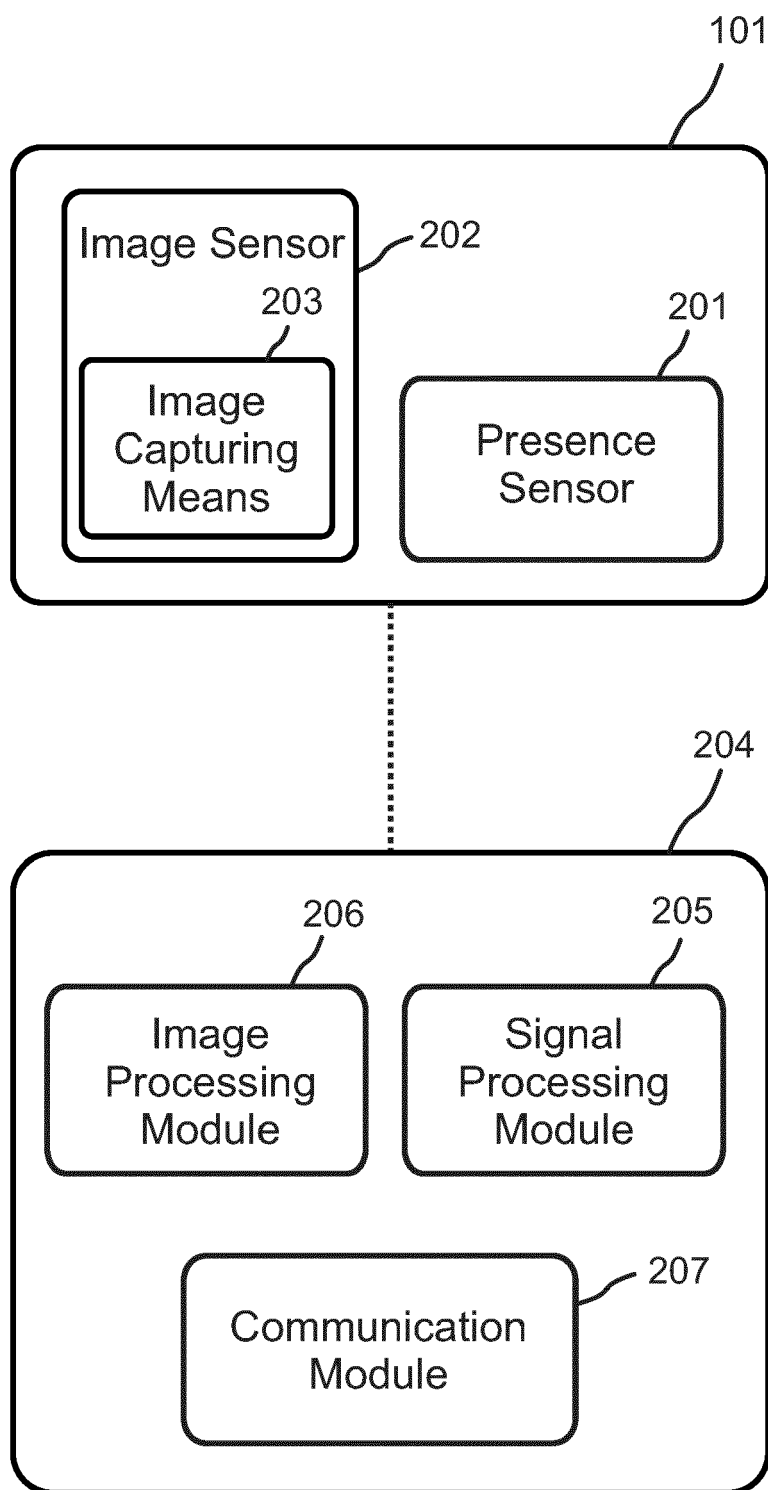 101
Image Sensor
202
203
201
Image
Capturing
Means
Presence
Sensor
204
206
205
Image
Processing
Module
Signal
Processing
Module
207
Communication
Module